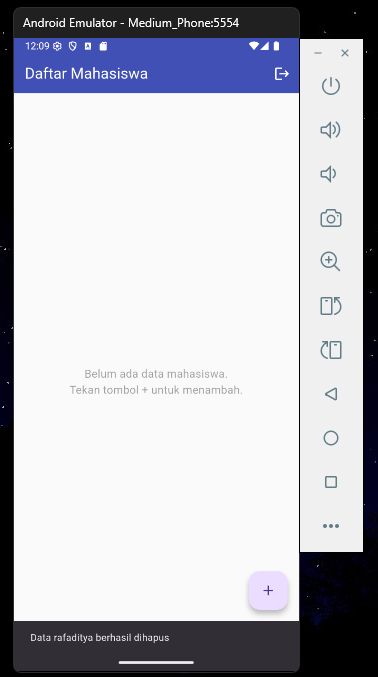 Android Emulator - Medium_Phone:5554
12:09
Daftar Mahasiswa
Belum ada data mahasiswa.
Tekan tombol + untuk menambah.
+
Data rafaditya berhasil dihapus